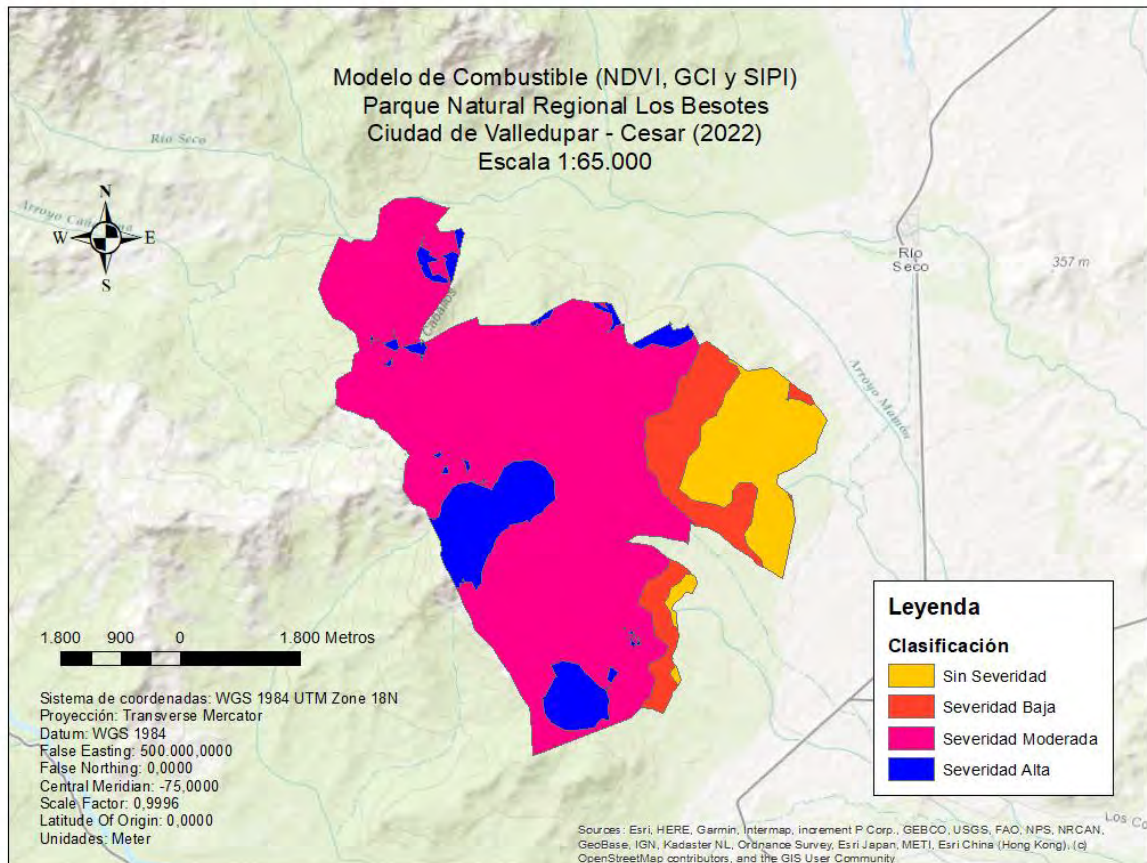 Modelo de Combustible (NDVI, GCI y SIPI)
Parque Natural Regional Los Besotes
Ciudad de Valledupar - Cesar (2022)
Escala 1:65.000
Río Seco
Arroyo
N
W
E
S
Río
Seco
357 m
Arroyo Mamón
1.800 900 0 1.800 Metros
Sistema de coordenadas: WGS 1984 UTM Zone 18N
Proyección: Transverse Mercator
Datum: WGS 1984
False Easting: 500.000,0000
False Northing: 0,0000
Central Meridian: -75,0000
Scale Factor: 0,9996
Latitude Of Origin: 0,0000
Unidades: Meter
Leyenda
Clasificación
Sin Severidad
Severidad Baja
Severidad Moderada
Severidad Alta
Los
Sources: Esri, HERE, Garmin, Intermap, increment P Corp., GEBCO, USGS, FAO, NPS, NRCAN,
GeoBase, IGN, Kadaster NL, Ordnance Survey, Esri Japan, METI, Esri China (Hong Kong), (c)
OpenStreetMap contributors, and the GIS User Community